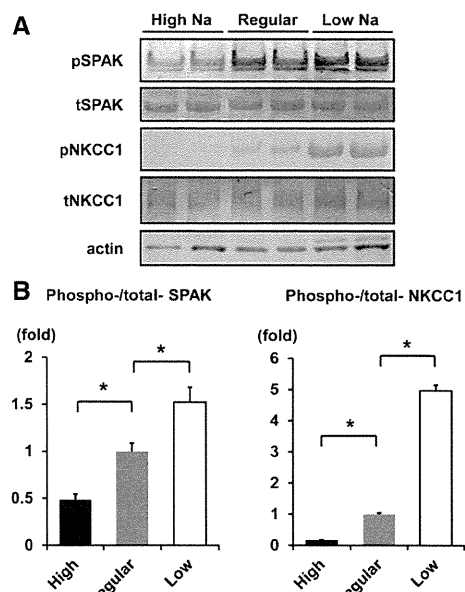 A
High Na Regular Low Na
pSPAK
tSPAK
pNKCC1
tNKCC1
actin
B
Phospho-/total- SPAK
(fold)
2
1.5
1
0.5
*
*
High
Regular
Low
Phospho-/total- NKCC1
(fold)
6
5
4
3
2
1
0
*
*
High
Regular
Low